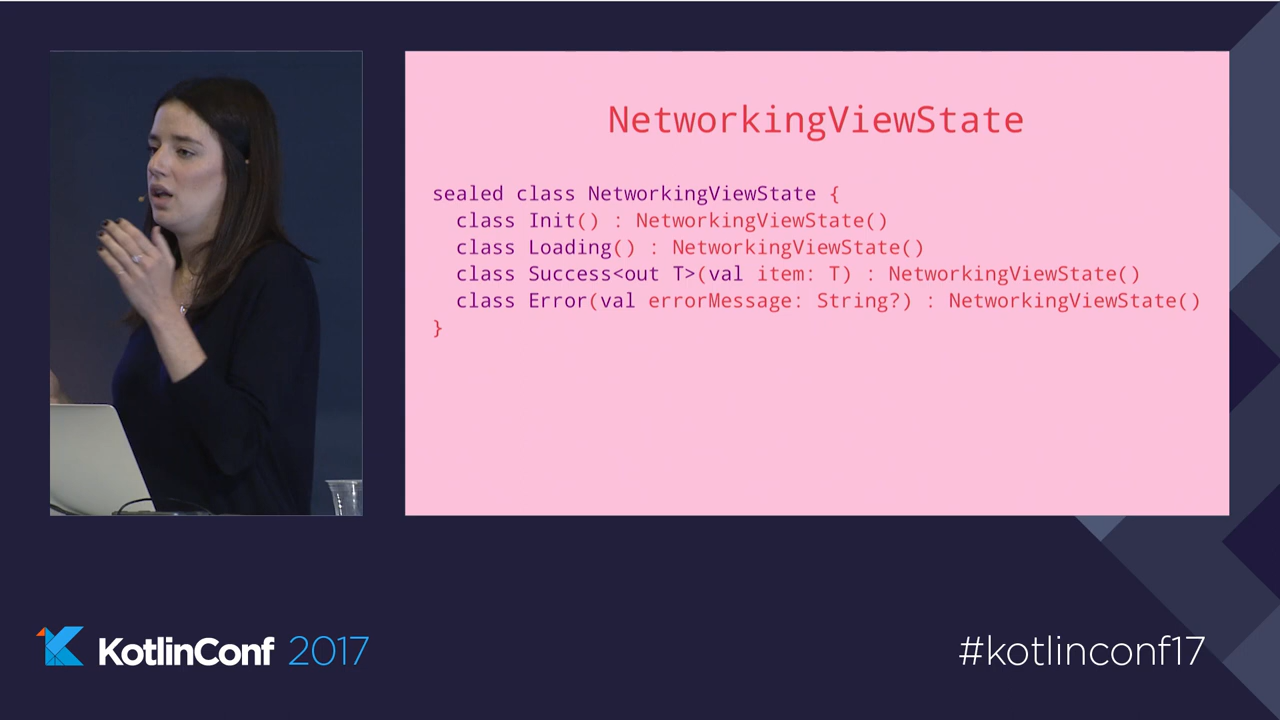 NetworkingViewState
sealed class NetworkingViewState {
  class Init() : NetworkingViewState()
  class Loading() : NetworkingViewState()
  class Success<out T>(val item: T) : NetworkingViewState()
  class Error(val errorMessage: String?) : NetworkingViewState()
}
KotlinConf 2017
#kotlinconf17